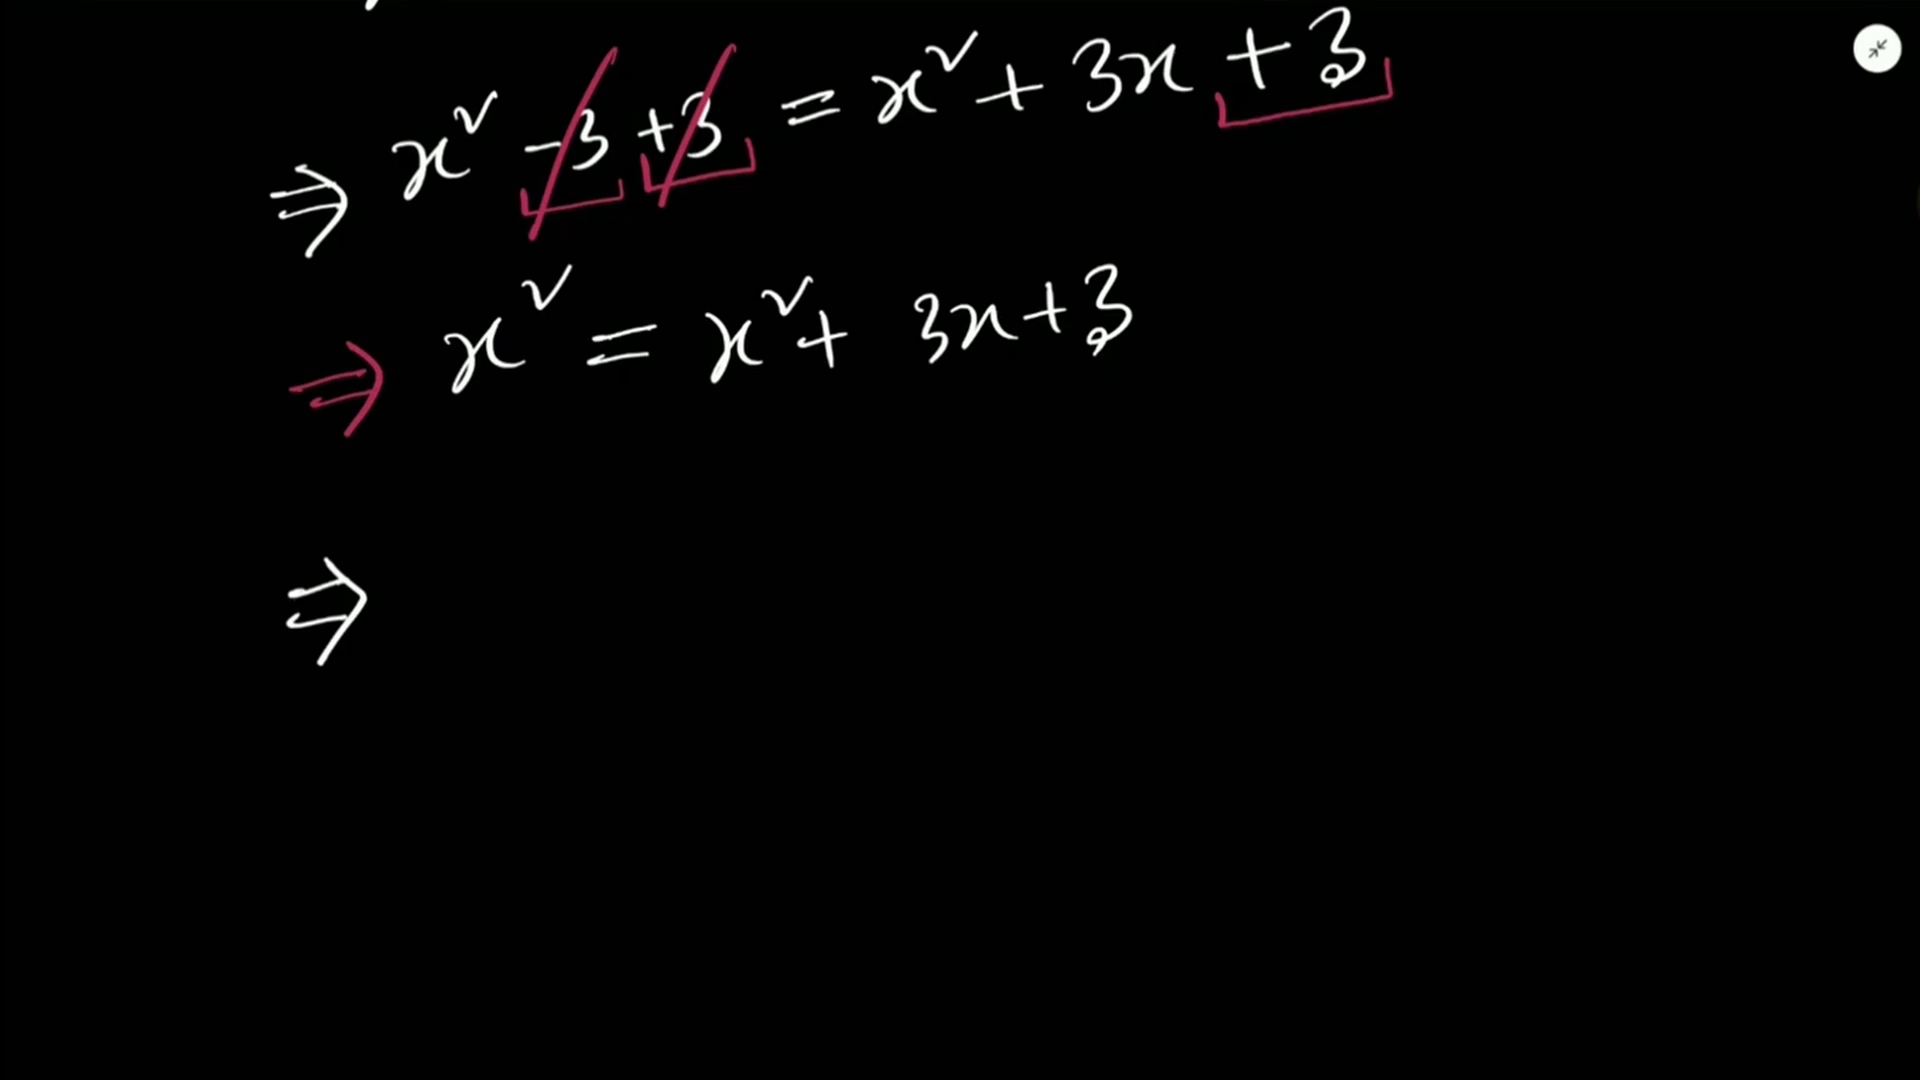 ⇒ x² -3 +3 = x² + 3x + 3
⇒ x² = x² + 3x + 3
⇒